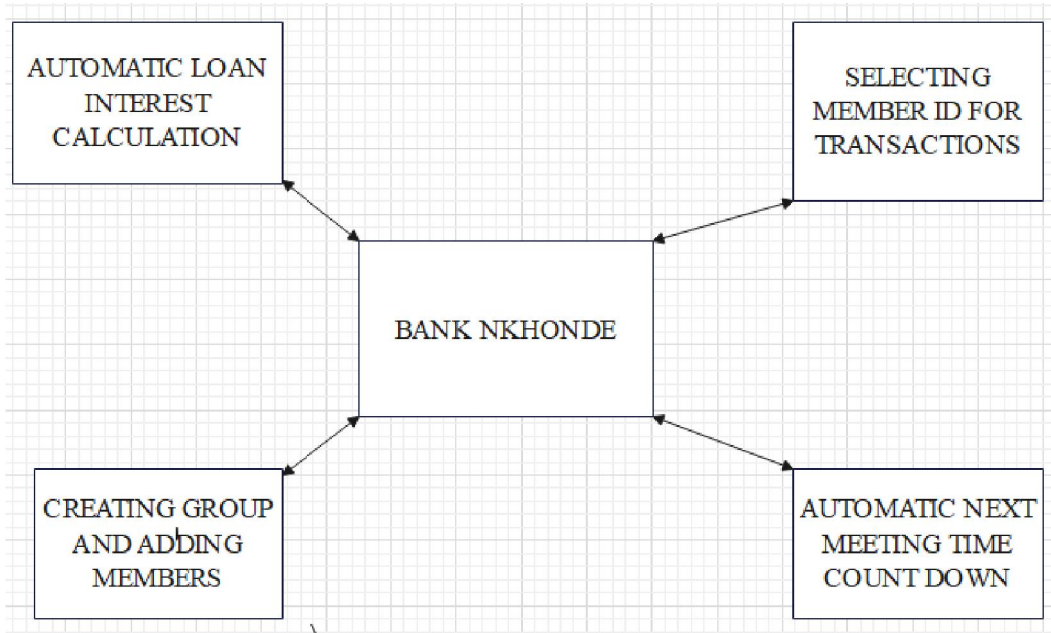 AUTOMATIC LOAN
INTEREST
CALCULATION
SELECTING
MEMBER ID FOR
TRANSACTIONS
BANK NKHONDE
CREATING GROUP
AND ADDING
MEMBERS
AUTOMATIC NEXT
MEETING TIME
COUNT DOWN